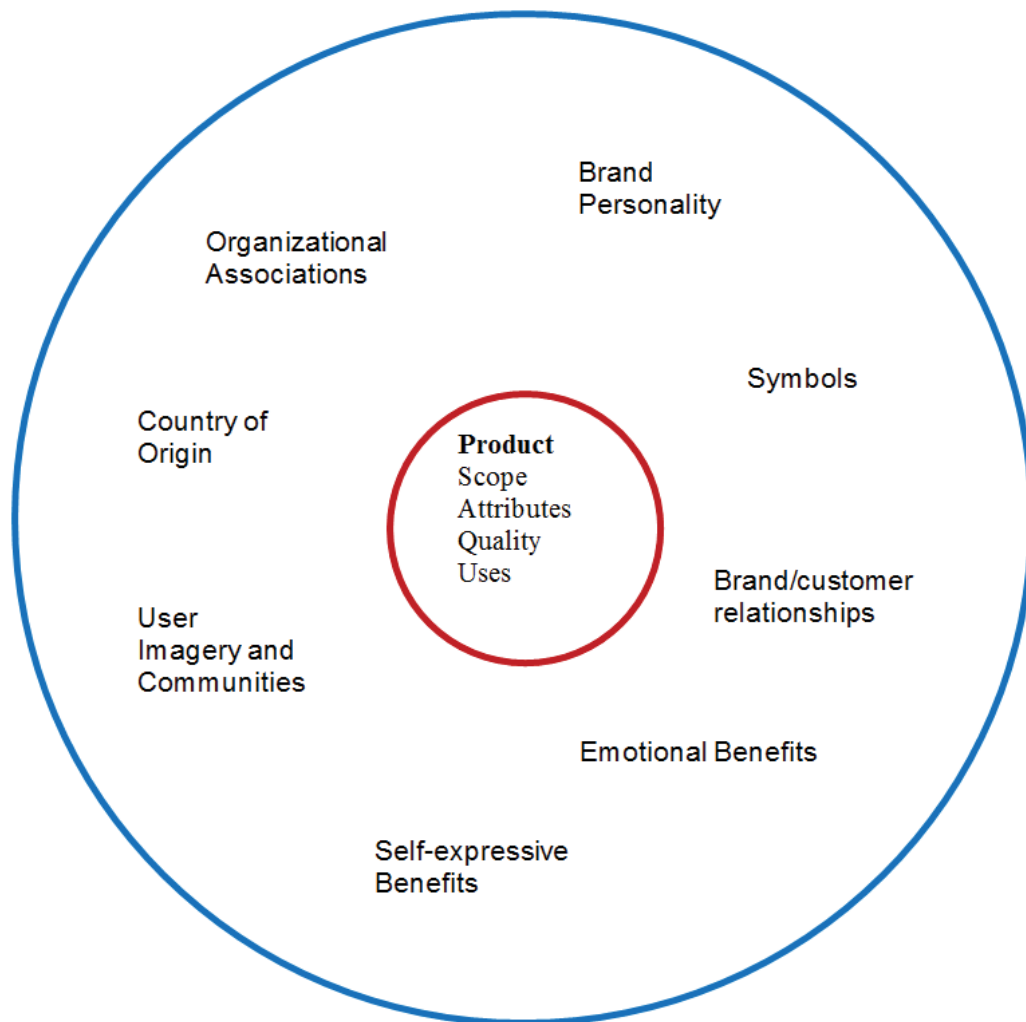 Brand
Personality
Organizational
Associations
Symbols
Country of
Origin
Product
Scope
Attributes
Quality
Uses
Brand/customer
relationships
User
Imagery and
Communities
Emotional Benefits
Self-expressive
Benefits